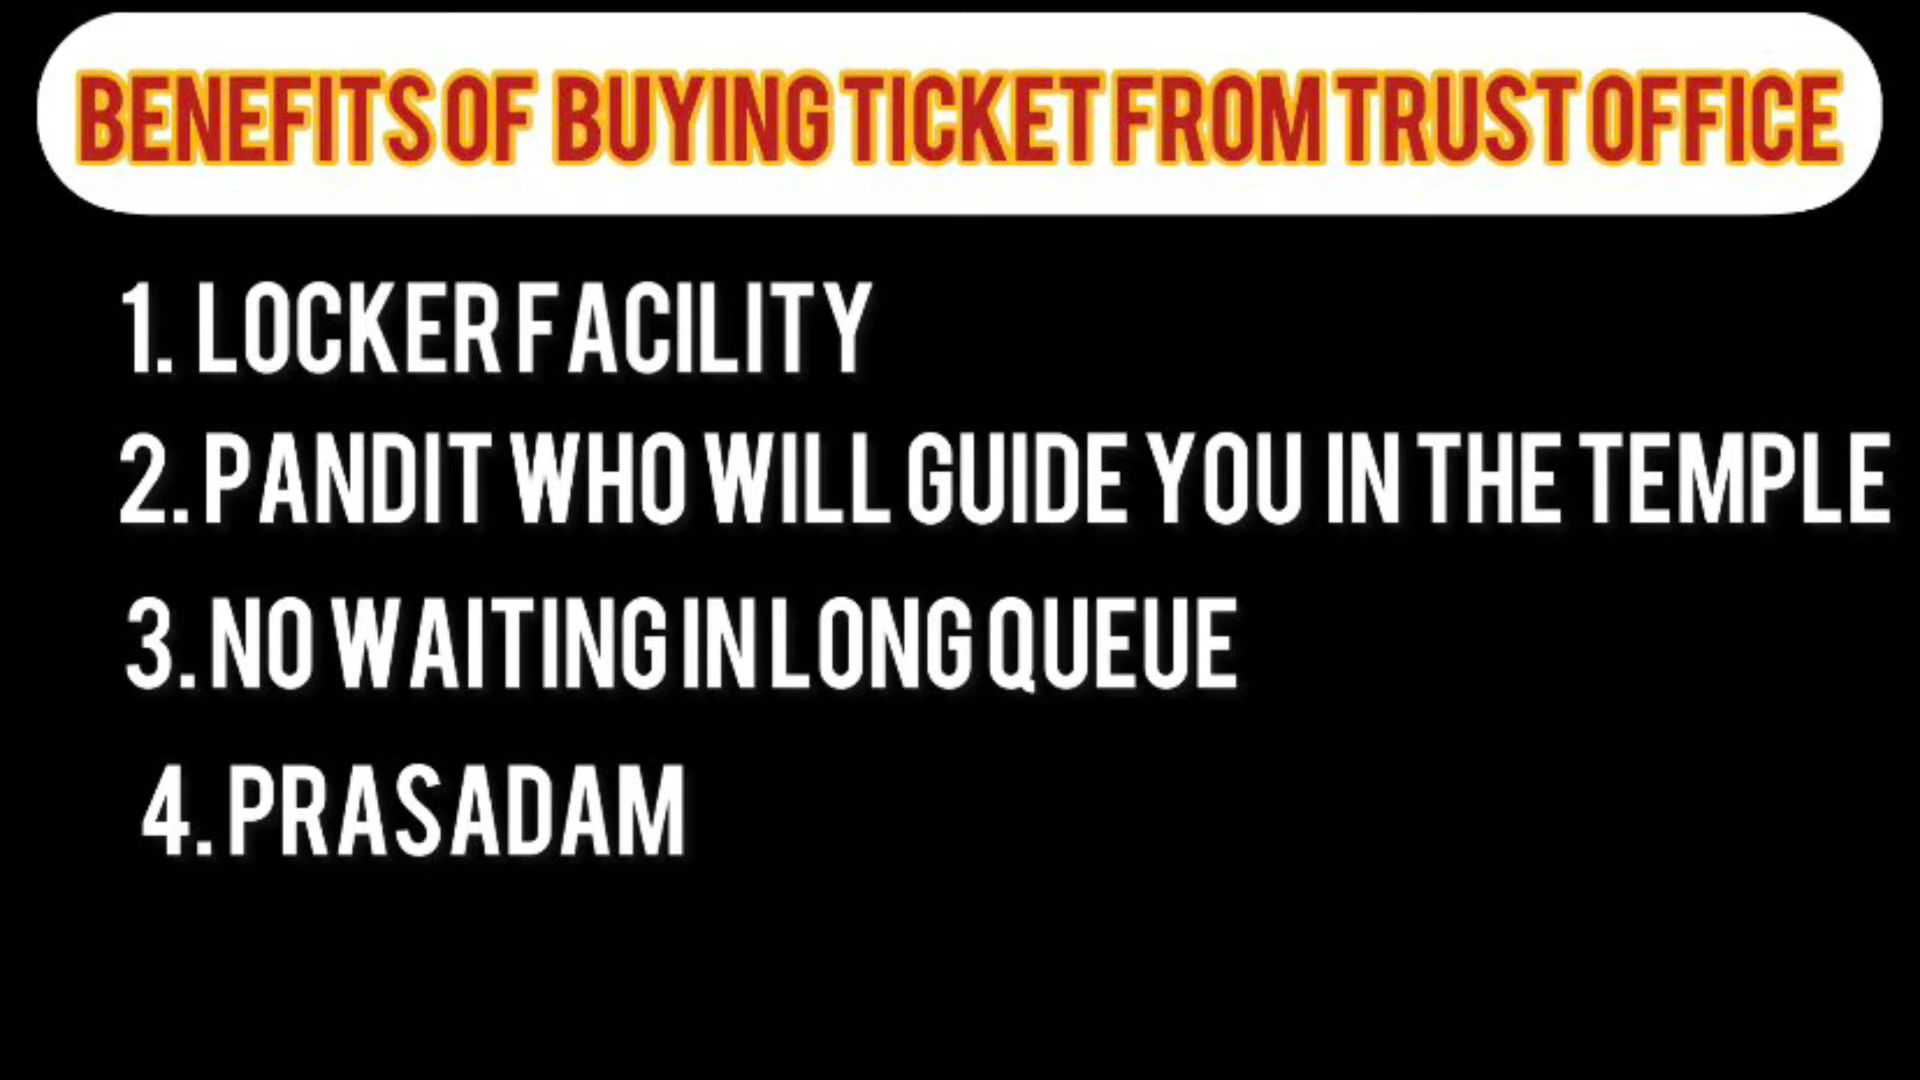 BENEFITS OF BUYING TICKET FROM TRUST OFFICE
1. LOCKER FACILITY
2. PANDIT WHO WILL GUIDE YOU IN THE TEMPLE
3. NO WAITING IN LONG QUEUE
4. PRASADAM